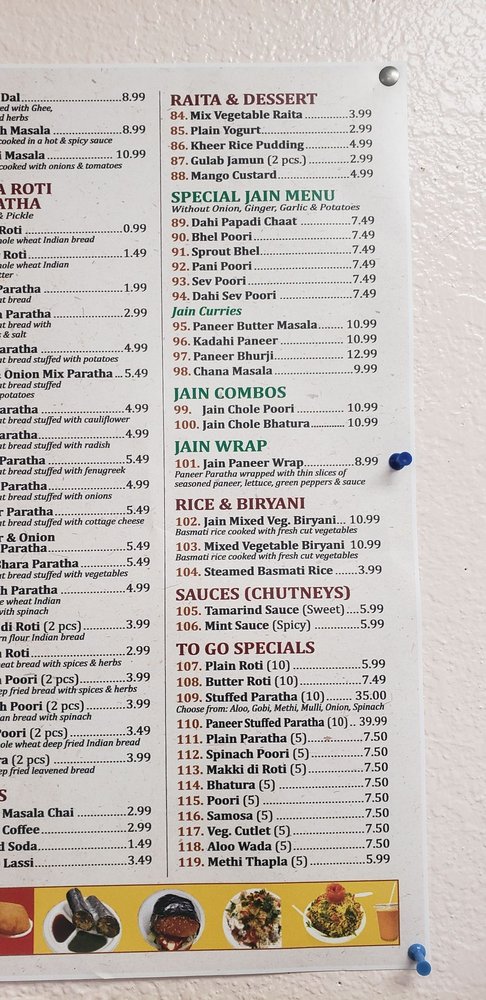 Dal 8.99
ed with Ghee,
d herbs
h Masala 8.99
cooked in a hot & spicy sauce
i Masala 10.99
cooked with onions & tomatoes
A ROTI
ATHA
& Pickle
Roti 0.99
hole wheat Indian bread
Roti 1.49
hole wheat Indian
tter
Paratha 1.99
at bread
Paratha 2.99
at bread with
s & salt
aratha 4.99
at bread stuffed with potatoes
Onion Mix Paratha 5.49
at bread stuffed
potatoes
aratha 4.99
at bread stuffed with cauliflower
aratha 4.99
at bread stuffed with radish
Paratha 5.49
at bread stuffed with fenugreek
Paratha 4.99
at bread stuffed with onions
r Paratha 5.49
at bread stuffed with cottage cheese
r & Onion
Paratha 5.49
hara Paratha 5.49
at bread stuffed with vegetables
h Paratha 4.99
e wheat Indian
with spinach
di Roti (2 pcs) 3.99
rn flour Indian bread
Roti 2.99
heat bread with spices & herbs
Poori (2 pcs) 3.99
ep fried bread with spices & herbs
h Poori (2 pcs) 3.99
an bread with spinach
Poori (2 pcs) 3.49
ole wheat deep fried Indian bread
ra (2 pcs) 3.99
ep fried leavened bread
S
Masala Chai 2.99
Coffee 2.99
d Soda 1.49
Lassi 3.49
RAITA & DESSERT
84. Mix Vegetable Raita 3.99
85. Plain Yogurt 2.99
86. Kheer Rice Pudding 4.99
87. Gulab Jamun (2 pcs.) 2.99
88. Mango Custard 4.99
SPECIAL JAIN MENU
Without Onion, Ginger, Garlic & Potatoes
89. Dahi Papadi Chaat 7.49
90. Bhel Poori 7.49
91. Sprout Bhel 7.49
92. Pani Poori 7.49
93. Sev Poori 7.49
94. Dahi Sev Poori 7.49
Jain Curries
95. Paneer Butter Masala 10.99
96. Kadahi Paneer 10.99
97. Paneer Bhurji 12.99
98. Chana Masala 9.99
JAIN COMBOS
99. Jain Chole Poori 10.99
100. Jain Chole Bhatura 10.99
JAIN WRAP
101. Jain Paneer Wrap 8.99
Paneer Paratha wrapped with thin slices of
seasoned paneer, lettuce, green peppers & sauce
RICE & BIRYANI
102. Jain Mixed Veg. Biryani... 10.99
Basmati rice cooked with fresh cut vegetables
103. Mixed Vegetable Biryani 10.99
Basmati rice cooked with fresh cut vegetables
104. Steamed Basmati Rice 3.99
SAUCES (CHUTNEYS)
105. Tamarind Sauce (Sweet) 5.99
106. Mint Sauce (Spicy) 5.99
TO GO SPECIALS
107. Plain Roti (10) 5.99
108. Butter Roti (10) 7.49
109. Stuffed Paratha (10) 35.00
Choose from: Aloo, Gobi, Methi, Mulli, Onion, Spinach
110. Paneer Stuffed Paratha (10) .. 39.99
111. Plain Paratha (5) 7.50
112. Spinach Poori (5) 7.50
113. Makki di Roti (5) 7.50
114. Bhatura (5) 7.50
115. Poori (5) 7.50
116. Samosa (5) 7.50
117. Veg. Cutlet (5) 7.50
118. Aloo Wada (5) 7.50
119. Methi Thapla (5) 5.99